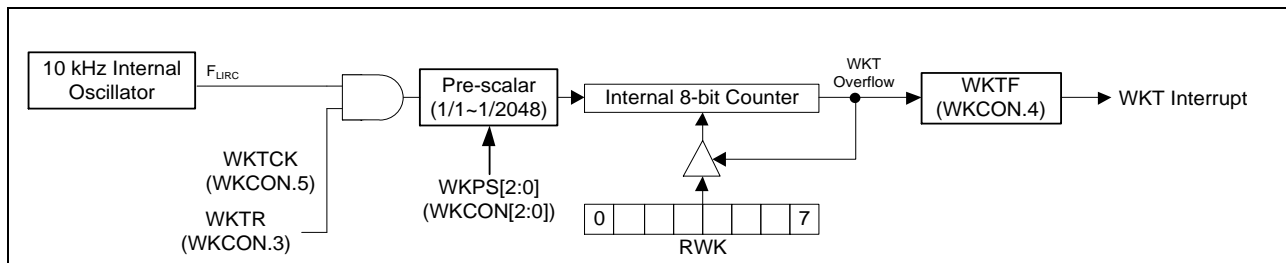 10 kHz Internal
Oscillator
FLIRC
WKTCK
(WKCON.5)
WKTR
(WKCON.3)
Pre-scalar
(1/1~1/2048)
WKPS[2:0]
(WKCON[2:0])
Internal 8-bit Counter
0
7
RWK
WKT
Overflow
WKTF
(WKCON.4)
WKT Interrupt